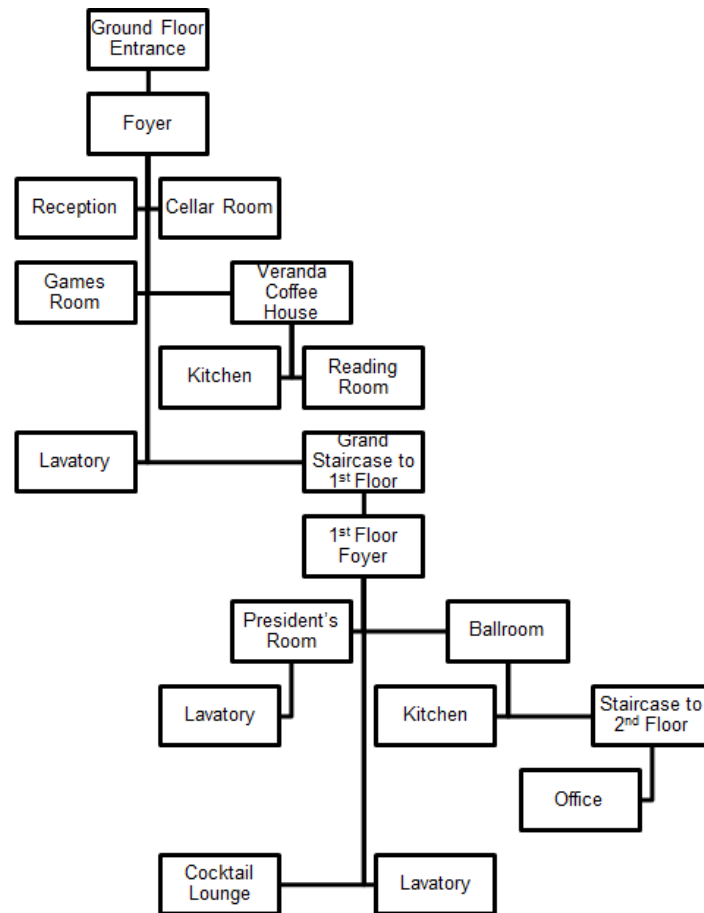 Ground Floor
Entrance
Foyer
Reception
Cellar Room
Games
Room
Veranda
Coffee
House
Kitchen
Reading
Room
Lavatory
Grand
Staircase to
1st Floor
1st Floor
Foyer
President's
Room
Ballroom
Lavatory
Kitchen
Staircase to
2nd Floor
Office
Cocktail
Lounge
Lavatory